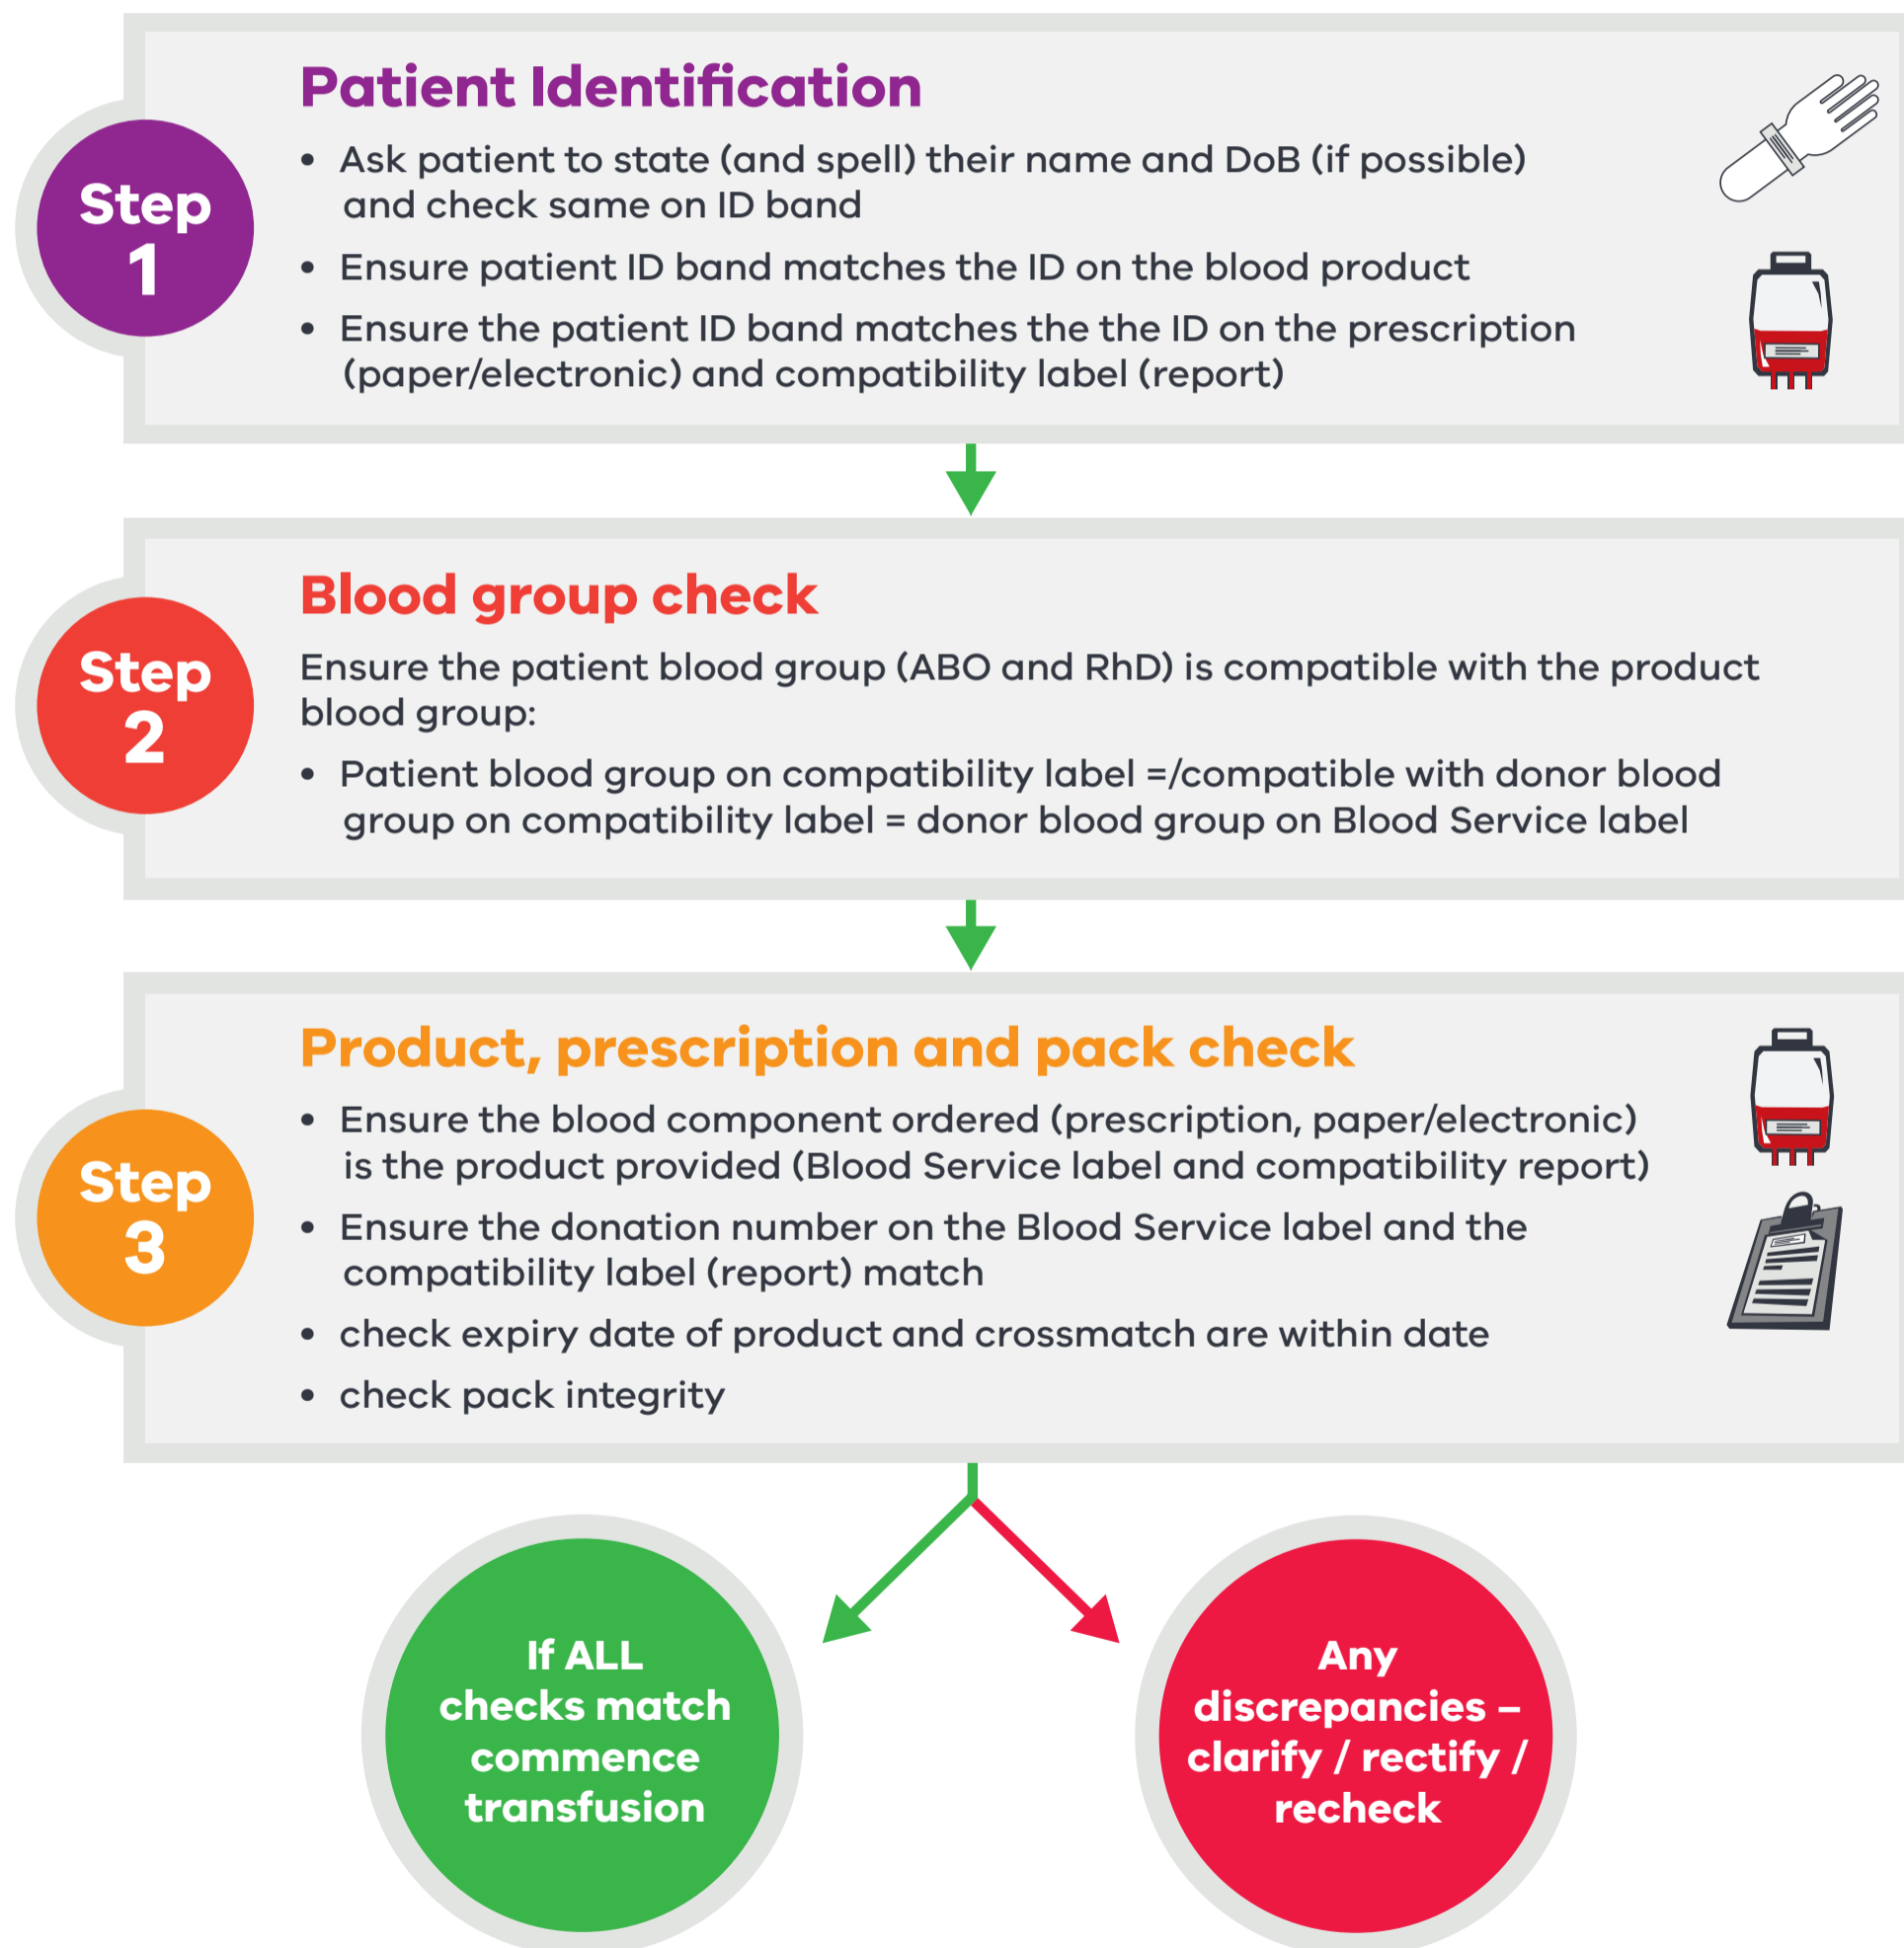 Patient Identification
Step
1
• Ask patient to state (and spell) their name and DoB (if possible)
and check same on ID band
• Ensure patient ID band matches the ID on the blood product
• Ensure the patient ID band matches the the ID on the prescription
(paper/electronic) and compatibility label (report)
Blood group check
Step
2
Ensure the patient blood group (ABO and RhD) is compatible with the product
blood group:
• Patient blood group on compatibility label =/compatible with donor blood
group on compatibility label = donor blood group on Blood Service label
Product, prescription and pack check
Step
3
• Ensure the blood component ordered (prescription, paper/electronic)
is the product provided (Blood Service label and compatibility report)
• Ensure the donation number on the Blood Service label and the
compatibility label (report) match
• check expiry date of product and crossmatch are within date
• check pack integrity
If ALL
checks match
commence
transfusion
Any
discrepancies –
clarify / rectify /
recheck